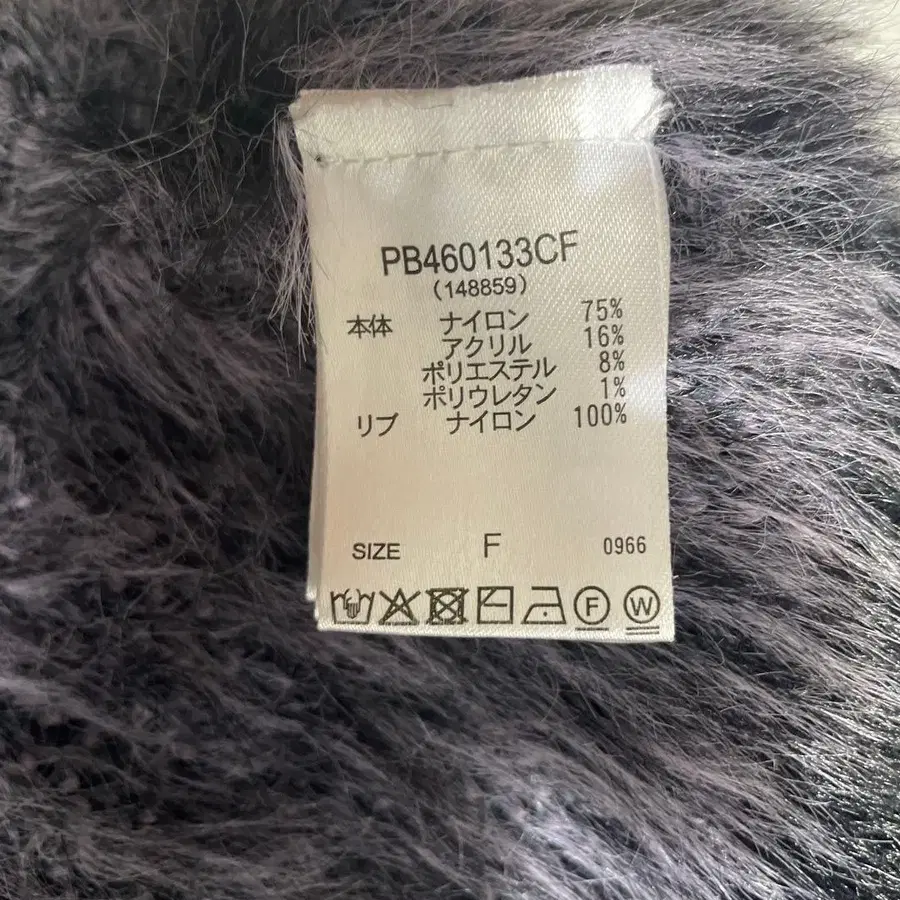 PB460133CF
(148859)
本体 ナイロン 75%
アクリル 16%
ポリエステル 8%
ポリウレタン 1%
リブ ナイロン 100%
SIZE F 0966
F W